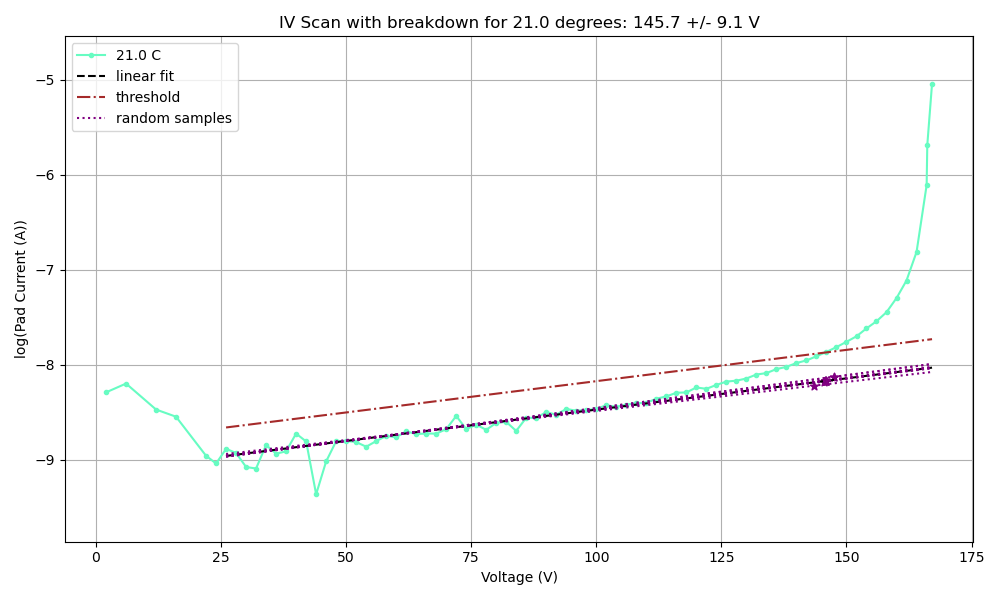 IV Scan with breakdown for 21.0 degrees: 145.7 +/- 9.1 V
21.0 C
linear fit
threshold
random samples
log(Pad Current (A))
−5
−6
−7
−8
−9
0 25 50 75 100 125 150 175
Voltage (V)